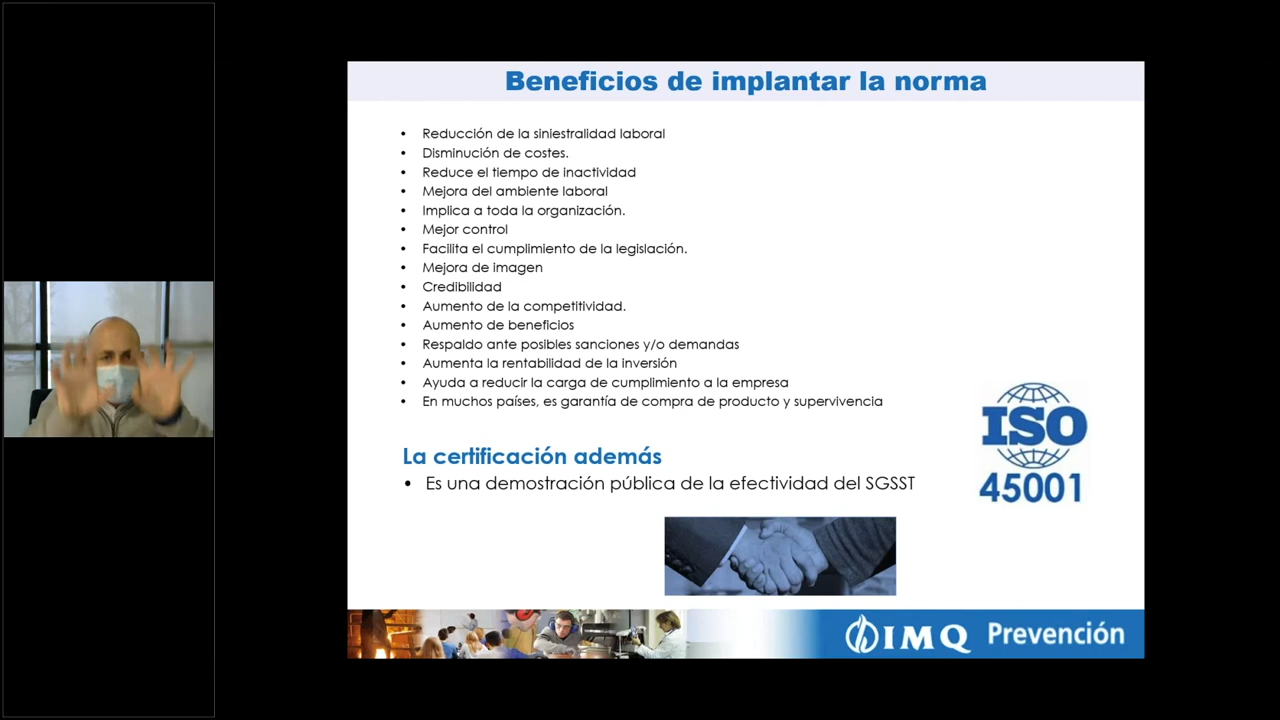 Beneficios de implantar la norma
• Reducción de la siniestralidad laboral
• Disminución de costes.
• Reduce el tiempo de inactividad
• Mejora del ambiente laboral
• Implica a toda la organización.
• Mejor control
• Facilita el cumplimiento de la legislación.
• Mejora de imagen
• Credibilidad
• Aumento de la competitividad.
• Aumento de beneficios
• Respaldo ante posibles sanciones y/o demandas
• Aumenta la rentabilidad de la inversión
• Ayuda a reducir la carga de cumplimiento a la empresa
• En muchos países, es garantía de compra de producto y supervivencia
La certificación además
• Es una demostración pública de la efectividad del SGSST
ISO
45001
IMQ Prevención